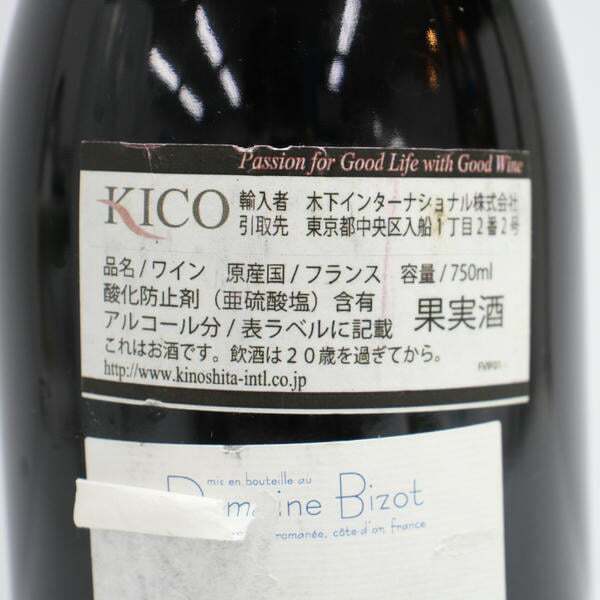 Passion for Good Life with Good Wine
KICO 輸入者 木下インターナショナル株式会社
引取先 東京都中央区入船1丁目2番2号
品名/ワイン 原産国/フランス 容量/750ml
酸化防止剤（亜硫酸塩）含有
アルコール分/表ラベルに記載 果実酒
これはお酒です。飲酒は20歳を過ぎてから。
http://www.kinoshita-intl.co.jp
mis en bouteille au
Domaine Bizot
romanée, côte-d'or, france